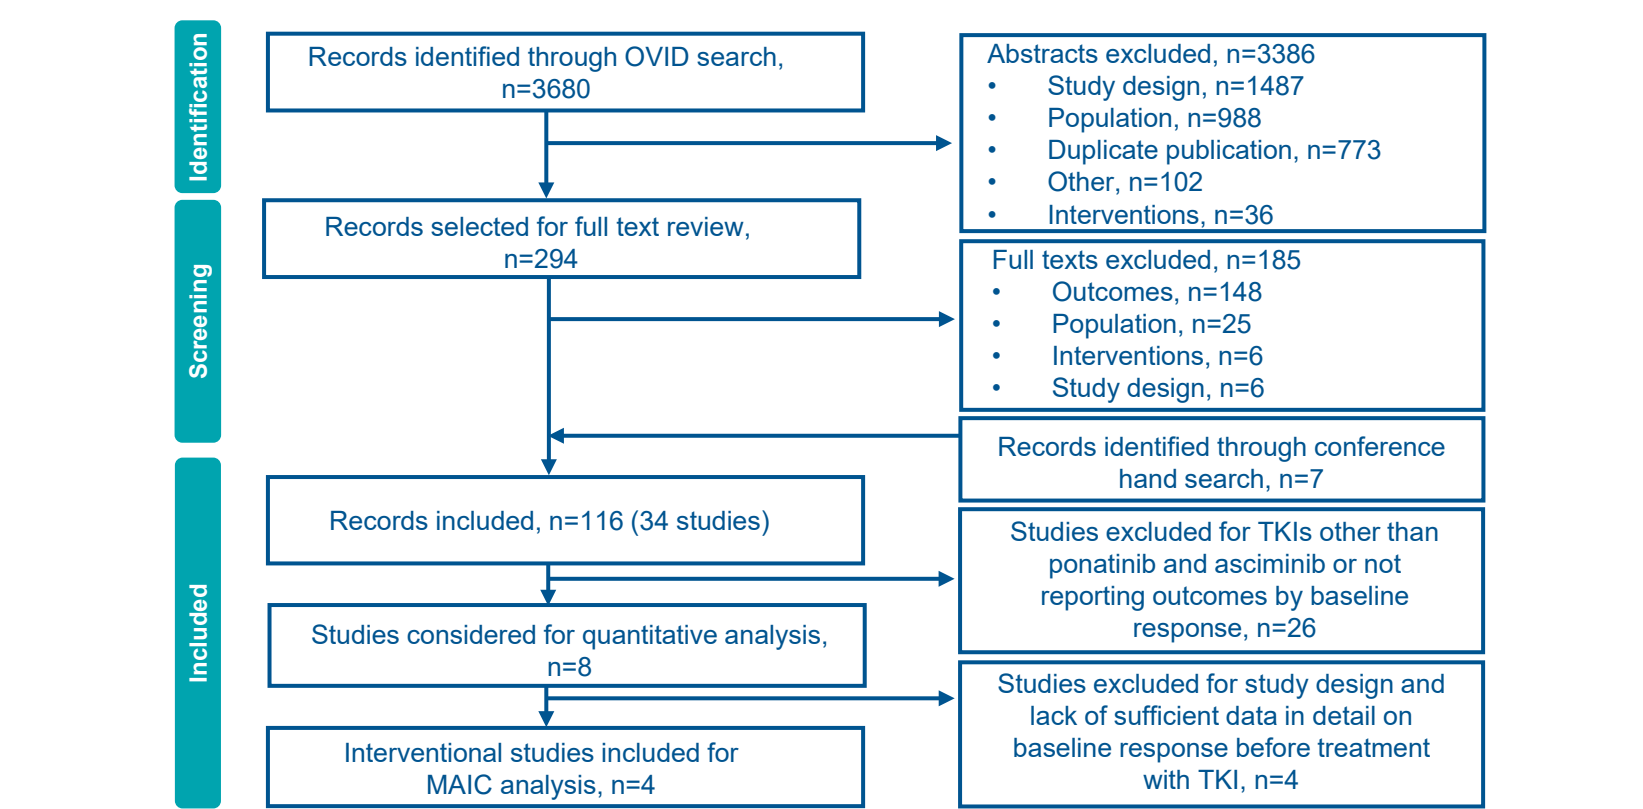 Identification
Records identified through OVID search,
n=3680
Abstracts excluded, n=3386
• Study design, n=1487
• Population, n=988
• Duplicate publication, n=773
• Other, n=102
• Interventions, n=36
Screening
Records selected for full text review,
n=294
Full texts excluded, n=185
• Outcomes, n=148
• Population, n=25
• Interventions, n=6
• Study design, n=6
Records identified through conference
hand search, n=7
Included
Records included, n=116 (34 studies)
Studies excluded for TKIs other than
ponatinib and asciminib or not
reporting outcomes by baseline
response, n=26
Studies considered for quantitative analysis,
n=8
Studies excluded for study design and
lack of sufficient data in detail on
baseline response before treatment
with TKI, n=4
Interventional studies included for
MAIC analysis, n=4